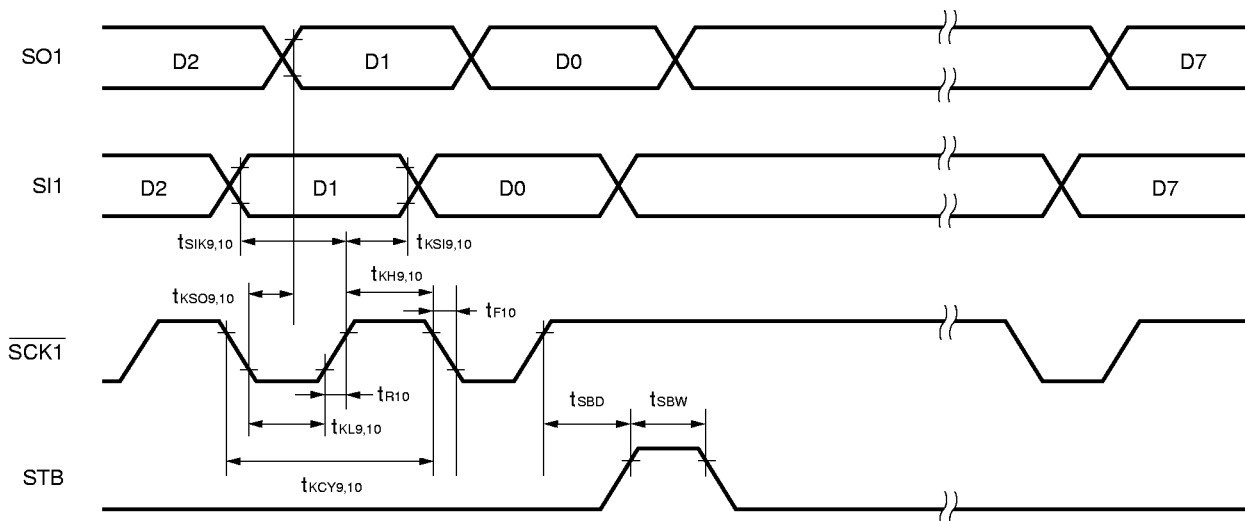 SO1
D2
D1
D0
D7
SI1
D2
D1
D0
D7
tSIK9,10
tKSI9,10
tKH9,10
tKSO9,10
tF10
SCK1
tR10
tSBD
tSBW
tKL9,10
STB
tKCY9,10